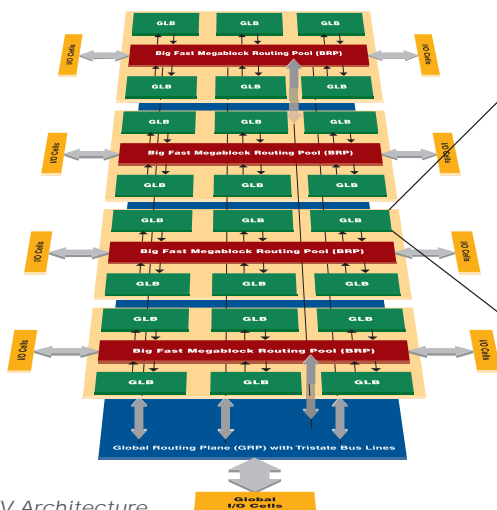 GLB GLB GLB
I/O Cells Big Fast Megablock Routing Pool (BRP) I/O Cells
GLB GLB GLB
GLB GLB GLB
I/O Cells Big Fast Megablock Routing Pool (BRP) I/O Cells
GLB GLB GLB
GLB GLB GLB
I/O Cells Big Fast Megablock Routing Pool (BRP) I/O Cells
GLB GLB GLB
GLB GLB GLB
I/O Cells Big Fast Megablock Routing Pool (BRP) I/O Cells
GLB GLB GLB
Global Routing Plane (GRP) with Tristate Bus Lines
V Architecture
Global
I/O Cells